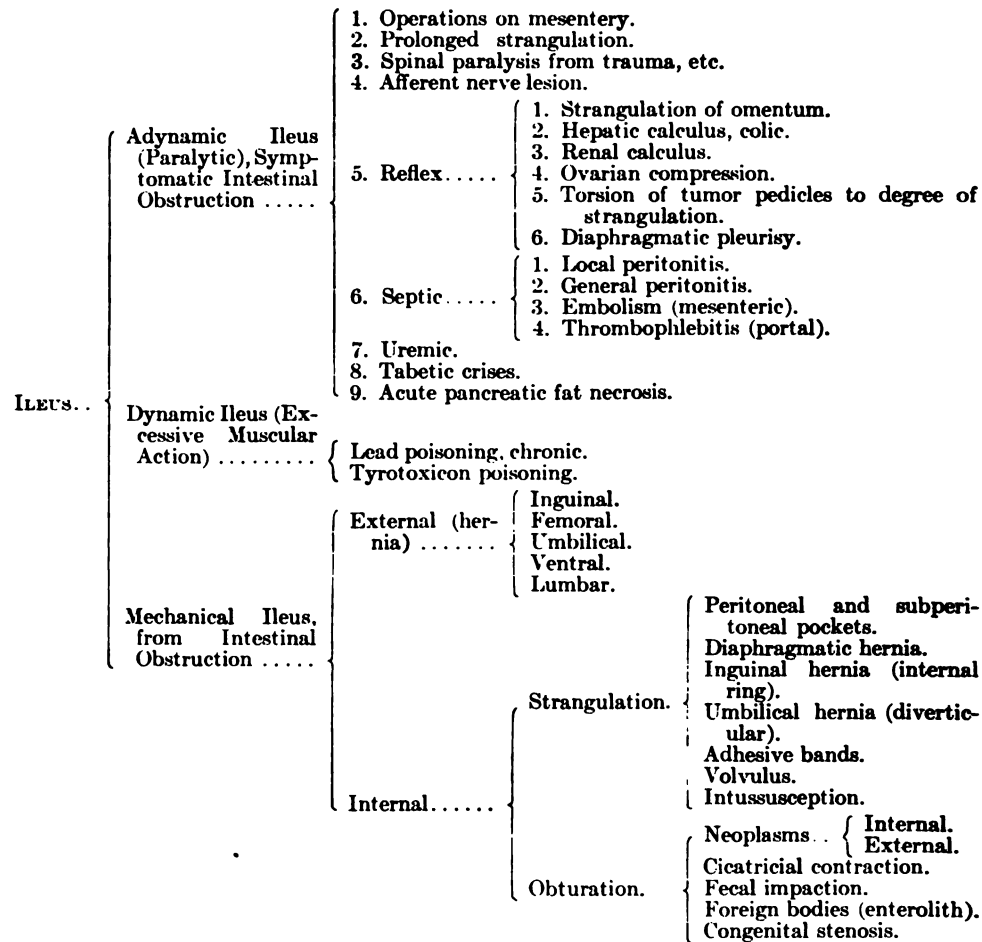 1. Operations on mesentery.
2. Prolonged strangulation.
3. Spinal paralysis from trauma, etc.
4. Afferent nerve lesion.
Adynamic Ileus
(Paralytic), Symp-
tomatic Intestinal
Obstruction .....
5. Reflex.....
1. Strangulation of omentum.
2. Hepatic calculus, colic.
3. Renal calculus.
4. Ovarian compression.
5. Torsion of tumor pedicles to degree of
strangulation.
6. Diaphragmatic pleurisy.
6. Septic.....
1. Local peritonitis.
2. General peritonitis.
3. Embolism (mesenteric).
4. Thrombophlebitis (portal).
7. Uremic.
8. Tabetic crises.
9. Acute pancreatic fat necrosis.
ILEUS..
Dynamic Ileus (Ex-
cessive Muscular
Action) .........
Lead poisoning, chronic.
Tyrotoxicon poisoning.
Mechanical Ileus,
from Intestinal
Obstruction .....
External (her-
nia) .......
Inguinal.
Femoral.
Umbilical.
Ventral.
Lumbar.
Internal......
Strangulation.
Peritoneal and subperi-
toneal pockets.
Diaphragmatic hernia.
Inguinal hernia (internal
ring).
Umbilical hernia (divertic-
ular).
Adhesive bands.
Volvulus.
Intussusception.
Obturation.
Neoplasms..
Internal.
External.
Cicatricial contraction.
Fecal impaction.
Foreign bodies (enterolith).
Congenital stenosis.